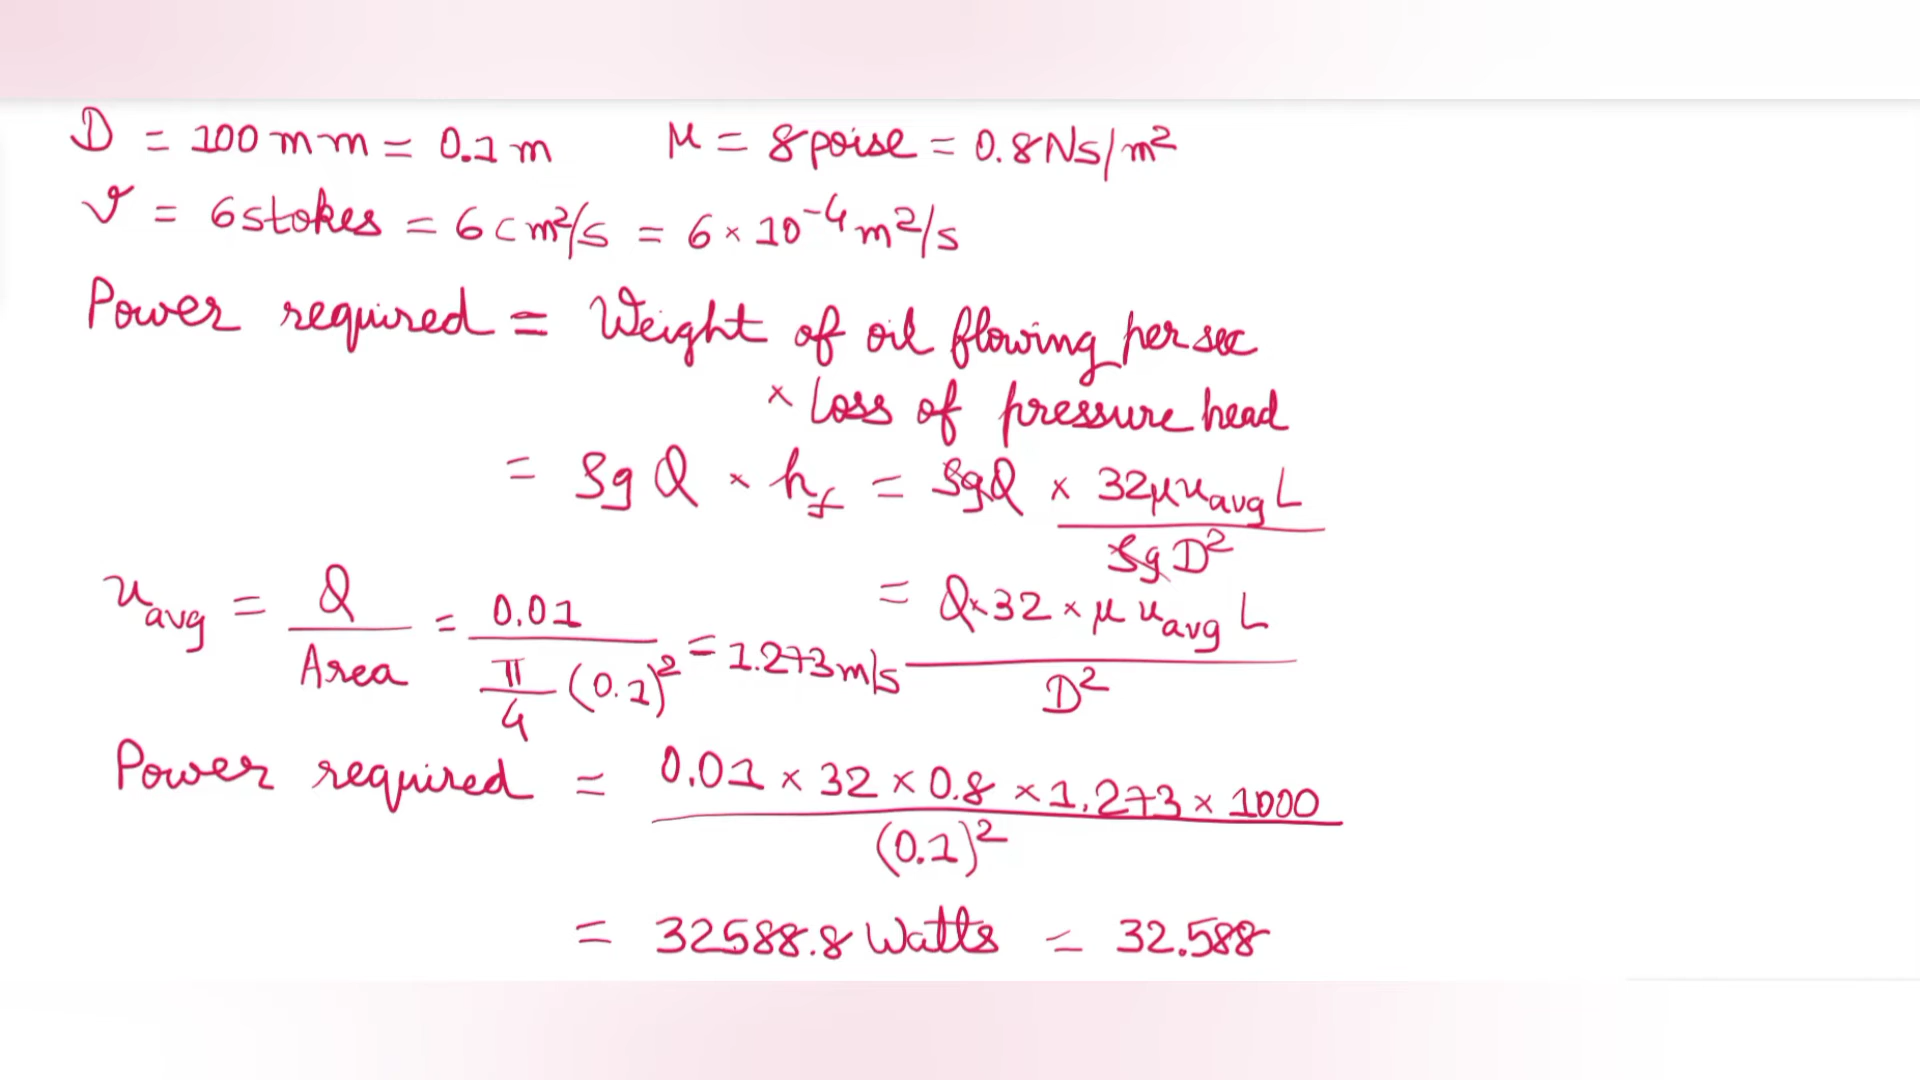 D = 100 mm = 0.1 m μ = 8 poise = 0.8 Ns/m²
ν = 6 stokes = 6 cm²/s = 6 × 10⁻⁴ m²/s
Power required = Weight of oil flowing per sec
× Loss of pressure head
= ρg Q × h_f = ρgQ × 32μu_avg L / ρg D²
u_avg = Q / Area = 0.01 / π/4 (0.1)² = 1.273 m/s
= Q × 32 × μ u_avg L / D²
Power required = 0.01 × 32 × 0.8 × 1.273 × 1000 / (0.1)²
= 32588.8 Watts = 32.588